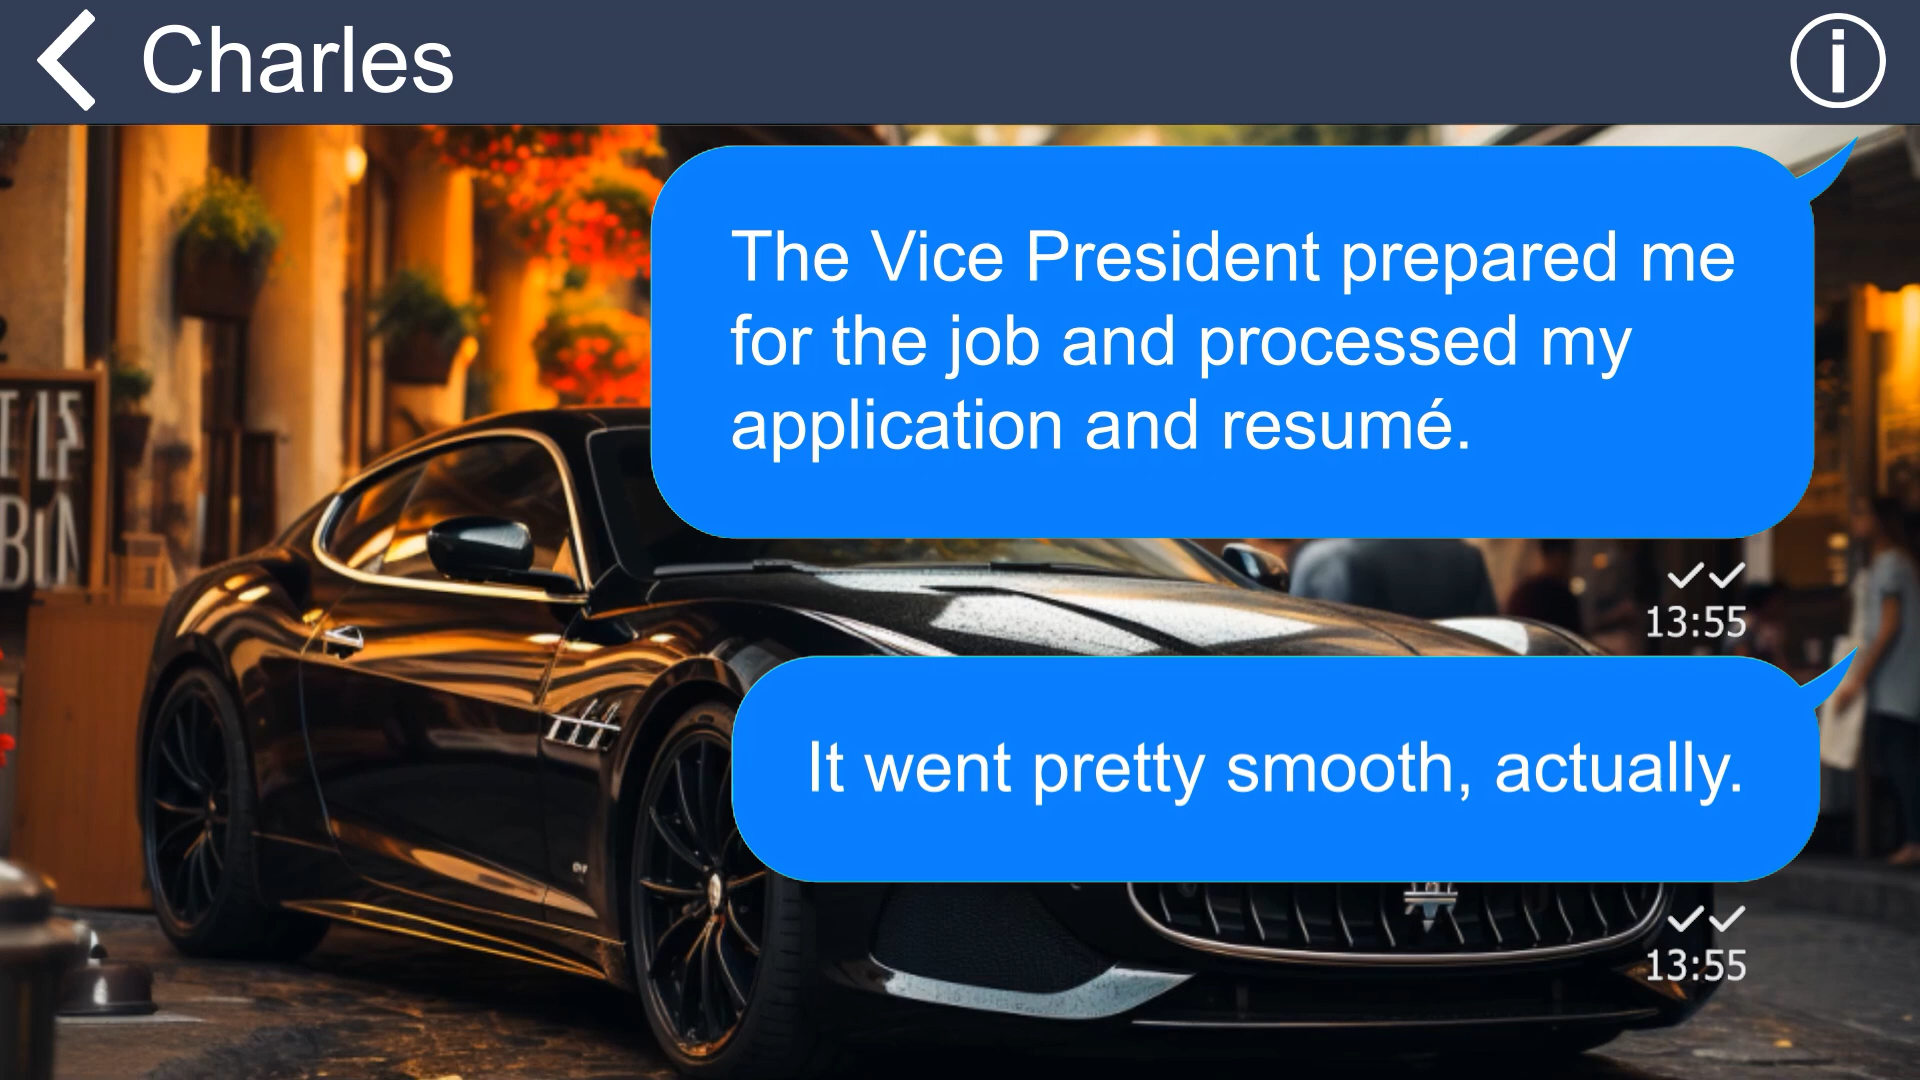 Charles
The Vice President prepared me
for the job and processed my
application and resumé.
13:55
It went pretty smooth, actually.
13:55